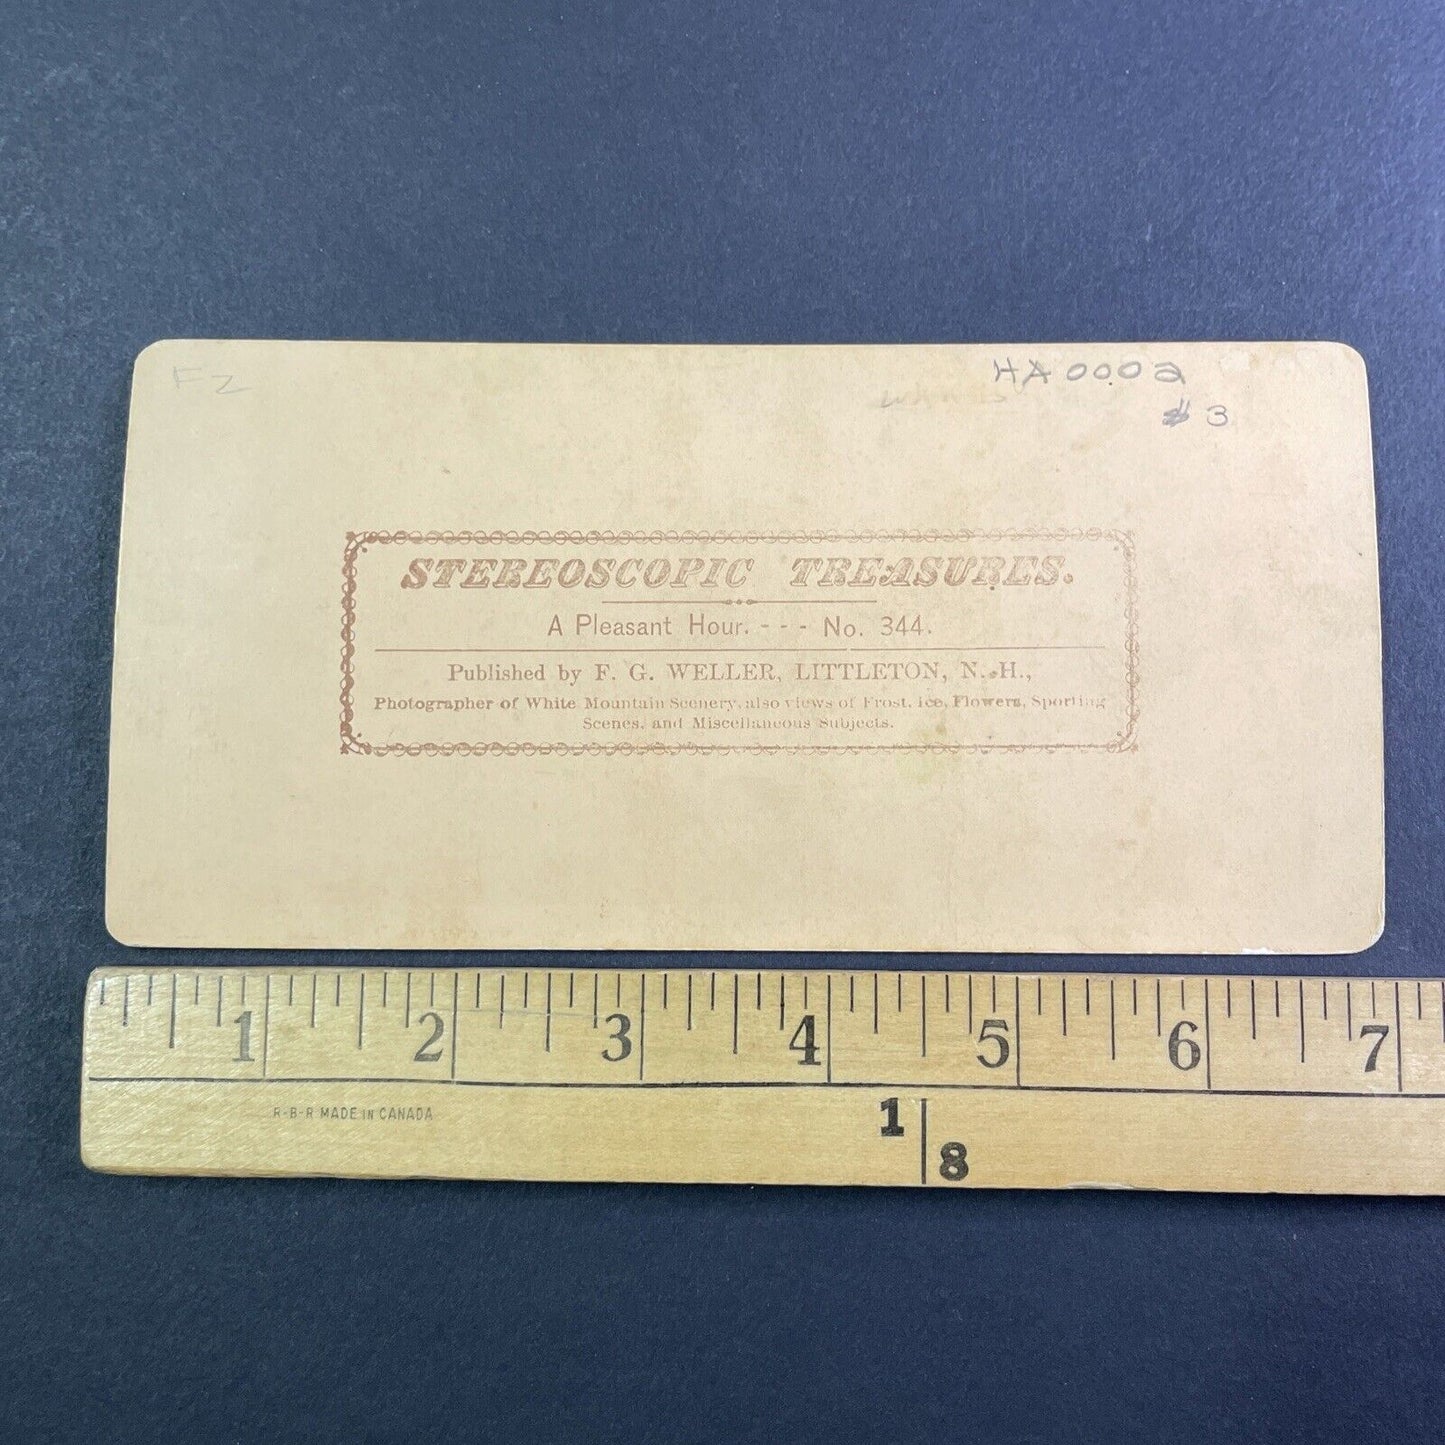 FZ
HA0002
$3
STEREOSCOPIC TREASURES.
A Pleasant Hour. - - - No. 344.
Published by F. G. WELLER, LITTLETON, N. H.,
Photographer of White Mountain Scenery, also views of Frost, Ice, Flowers, Sporting
Scenes, and Miscellaneous Subjects.
1 2 3 4 5 6 7
R-B-R MADE IN CANADA
1
8